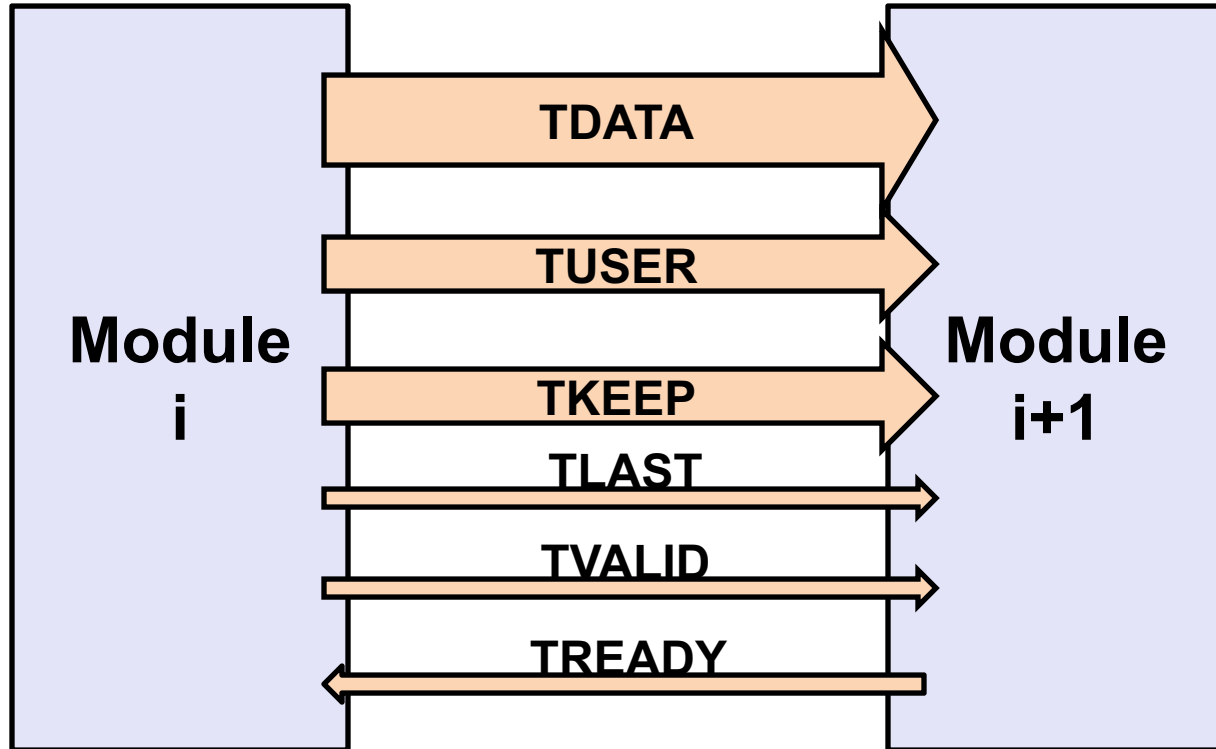 TDATA
TUSER
Module
i
TKEEP
TLAST
TVALID
TREADY
Module
i+1